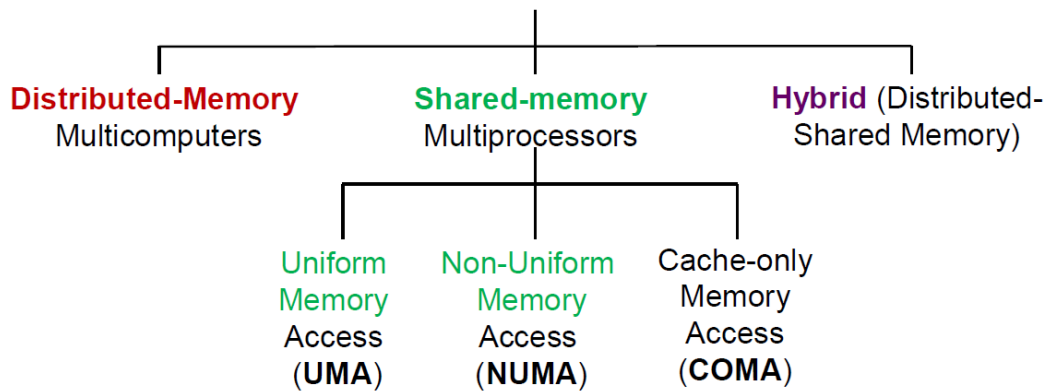 Distributed-Memory
Multicomputers
Shared-memory
Multiprocessors
Hybrid (Distributed-
Shared Memory)
Uniform
Memory
Access
(UMA)
Non-Uniform
Memory
Access
(NUMA)
Cache-only
Memory
Access
(COMA)